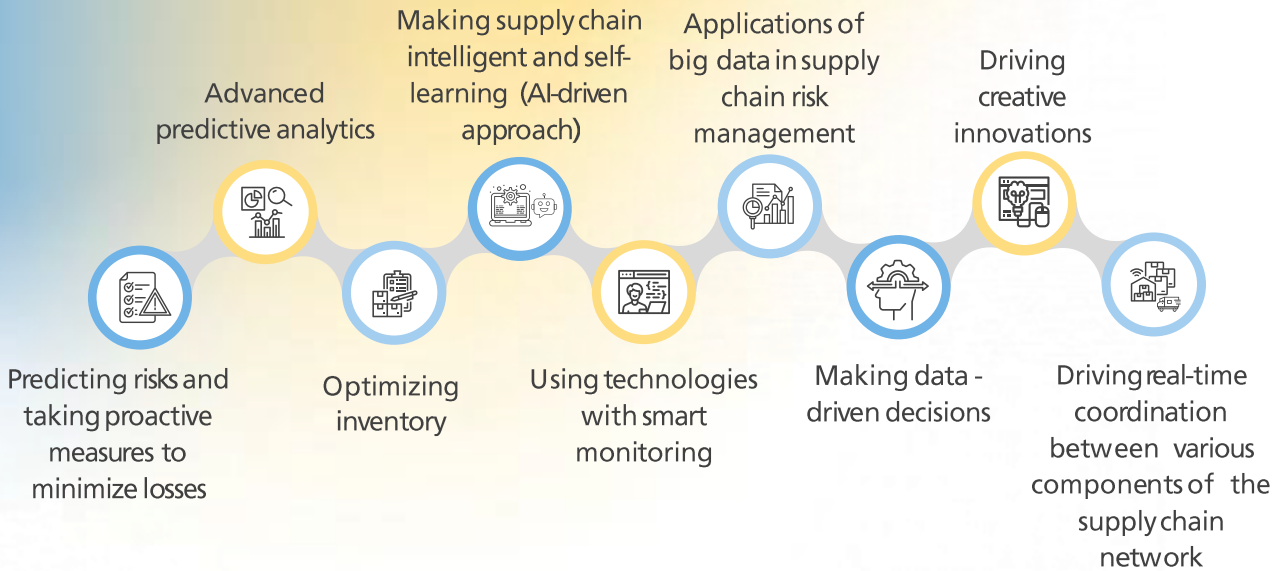 Predicting risks and
taking proactive
measures to
minimize losses
Advanced
predictive analytics
Optimizing
inventory
Making supply chain
intelligent and self-
learning (AI-driven
approach)
Using technologies
with smart
monitoring
Applications of
big data in supply
chain risk
management
Making data -
driven decisions
Driving
creative
innovations
Driving real-time
coordination
between various
components of the
supply chain
network